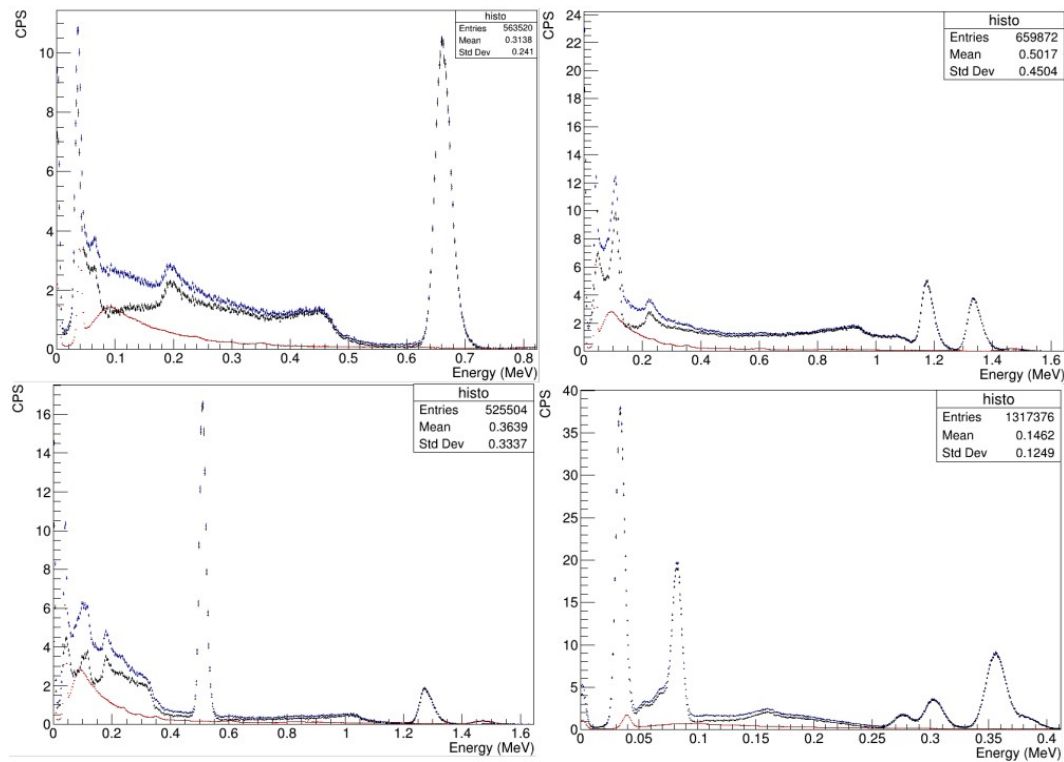 CPS
10
8
6
4
2
0
histo
Entries 563520
Mean 0.3138
Std Dev 0.241
0 0.1 0.2 0.3 0.4 0.5 0.6 0.7 0.8
Energy (MeV)
CPS
24
22
20
18
16
14
12
10
8
6
4
2
0
histo
Entries 659872
Mean 0.5017
Std Dev 0.4504
0 0.2 0.4 0.6 0.8 1 1.2 1.4 1.6
Energy (MeV)
CPS
16
14
12
10
8
6
4
2
0
histo
Entries 525504
Mean 0.3639
Std Dev 0.3337
0 0.2 0.4 0.6 0.8 1 1.2 1.4 1.6
Energy (MeV)
CPS
40
35
30
25
20
15
10
5
0
histo
Entries 1317376
Mean 0.1462
Std Dev 0.1249
0 0.05 0.1 0.15 0.2 0.25 0.3 0.35 0.4
Energy (MeV)